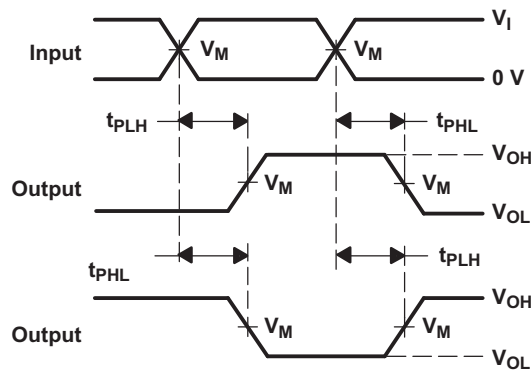 V_I
Input
V_M
V_M
0 V
t_PLH
t_PHL
V_OH
Output
V_M
V_M
V_OL
t_PHL
t_PLH
V_OH
Output
V_M
V_M
V_OL